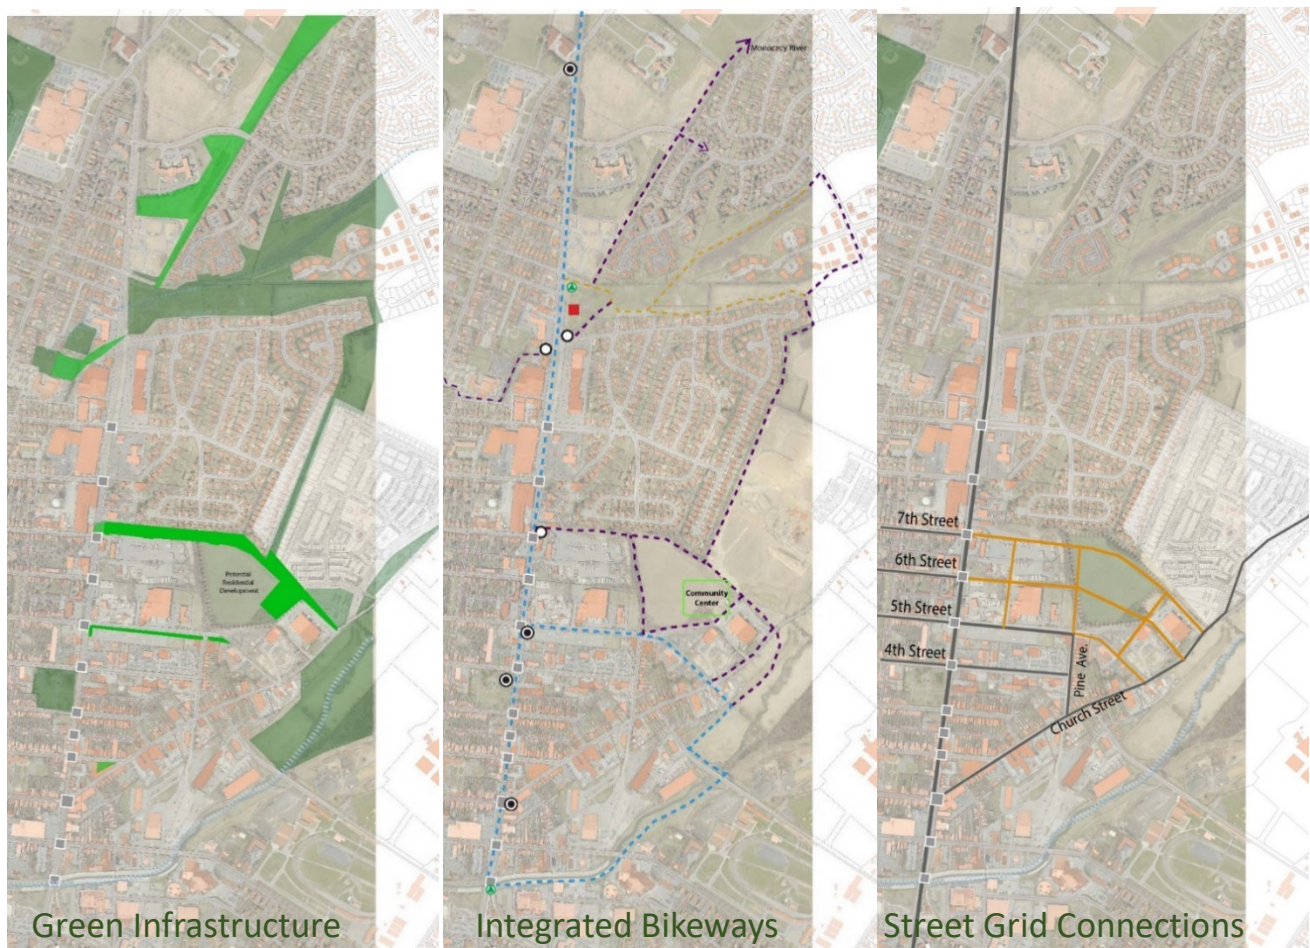 Potential
Residential
Development
Green Infrastructure
Monocacy River
Community
Center
Integrated Bikeways
7th Street
6th Street
5th Street
4th Street
Pine Ave.
Church Street
Street Grid Connections